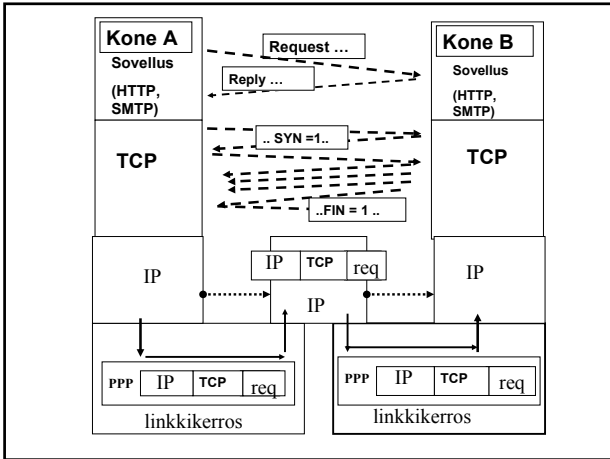 Kone A
Sovellus
(HTTP,
SMTP)
Request …
Reply …
Kone B
Sovellus
(HTTP,
SMTP)
TCP
.. SYN =1..
..FIN = 1 ..
TCP
IP
IP TCP req
IP
IP
PPP IP TCP req
linkkikerros
PPP IP TCP req
linkkikerros